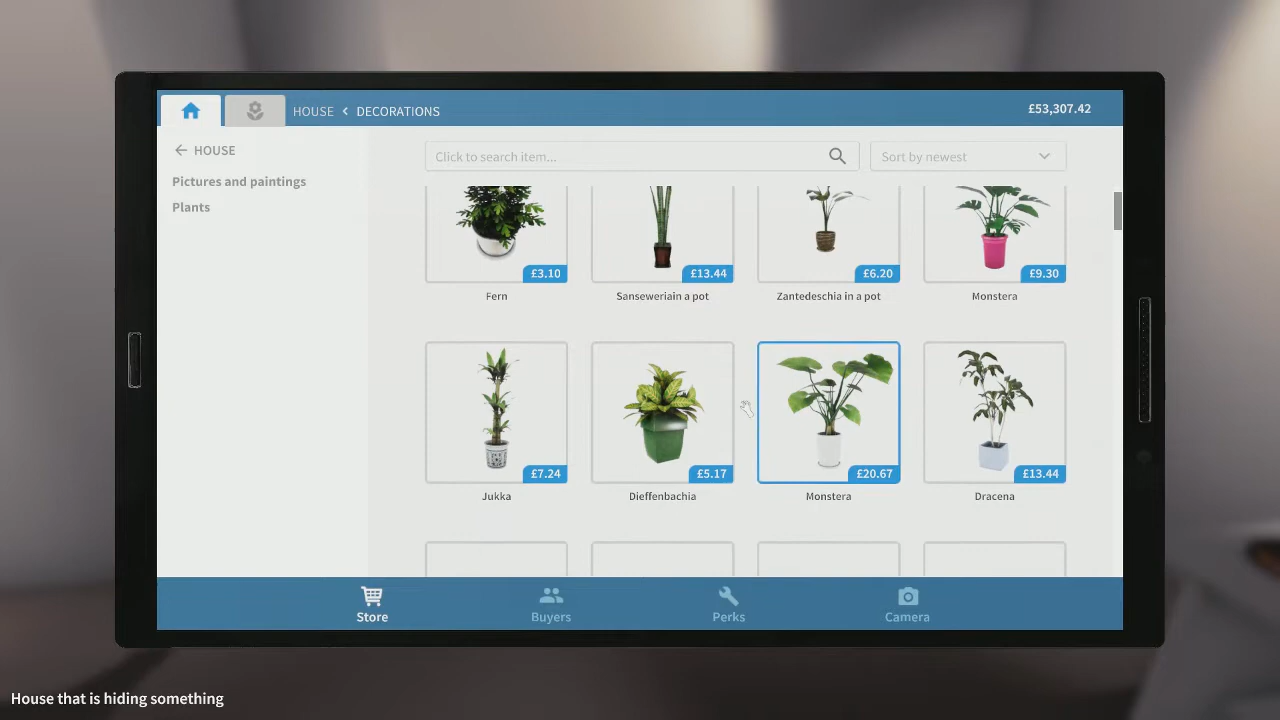 HOUSE < DECORATIONS
£53,307.42
HOUSE
Pictures and paintings
Plants
Click to search item...
Sort by newest
£3.10
£13.44
£6.20
£9.30
Fern
Sanseweriain a pot
Zantedeschia in a pot
Monstera
£7.24
£5.17
£20.67
£13.44
Jukka
Dieffenbachia
Monstera
Dracena
Store
Buyers
Perks
Camera
House that is hiding something